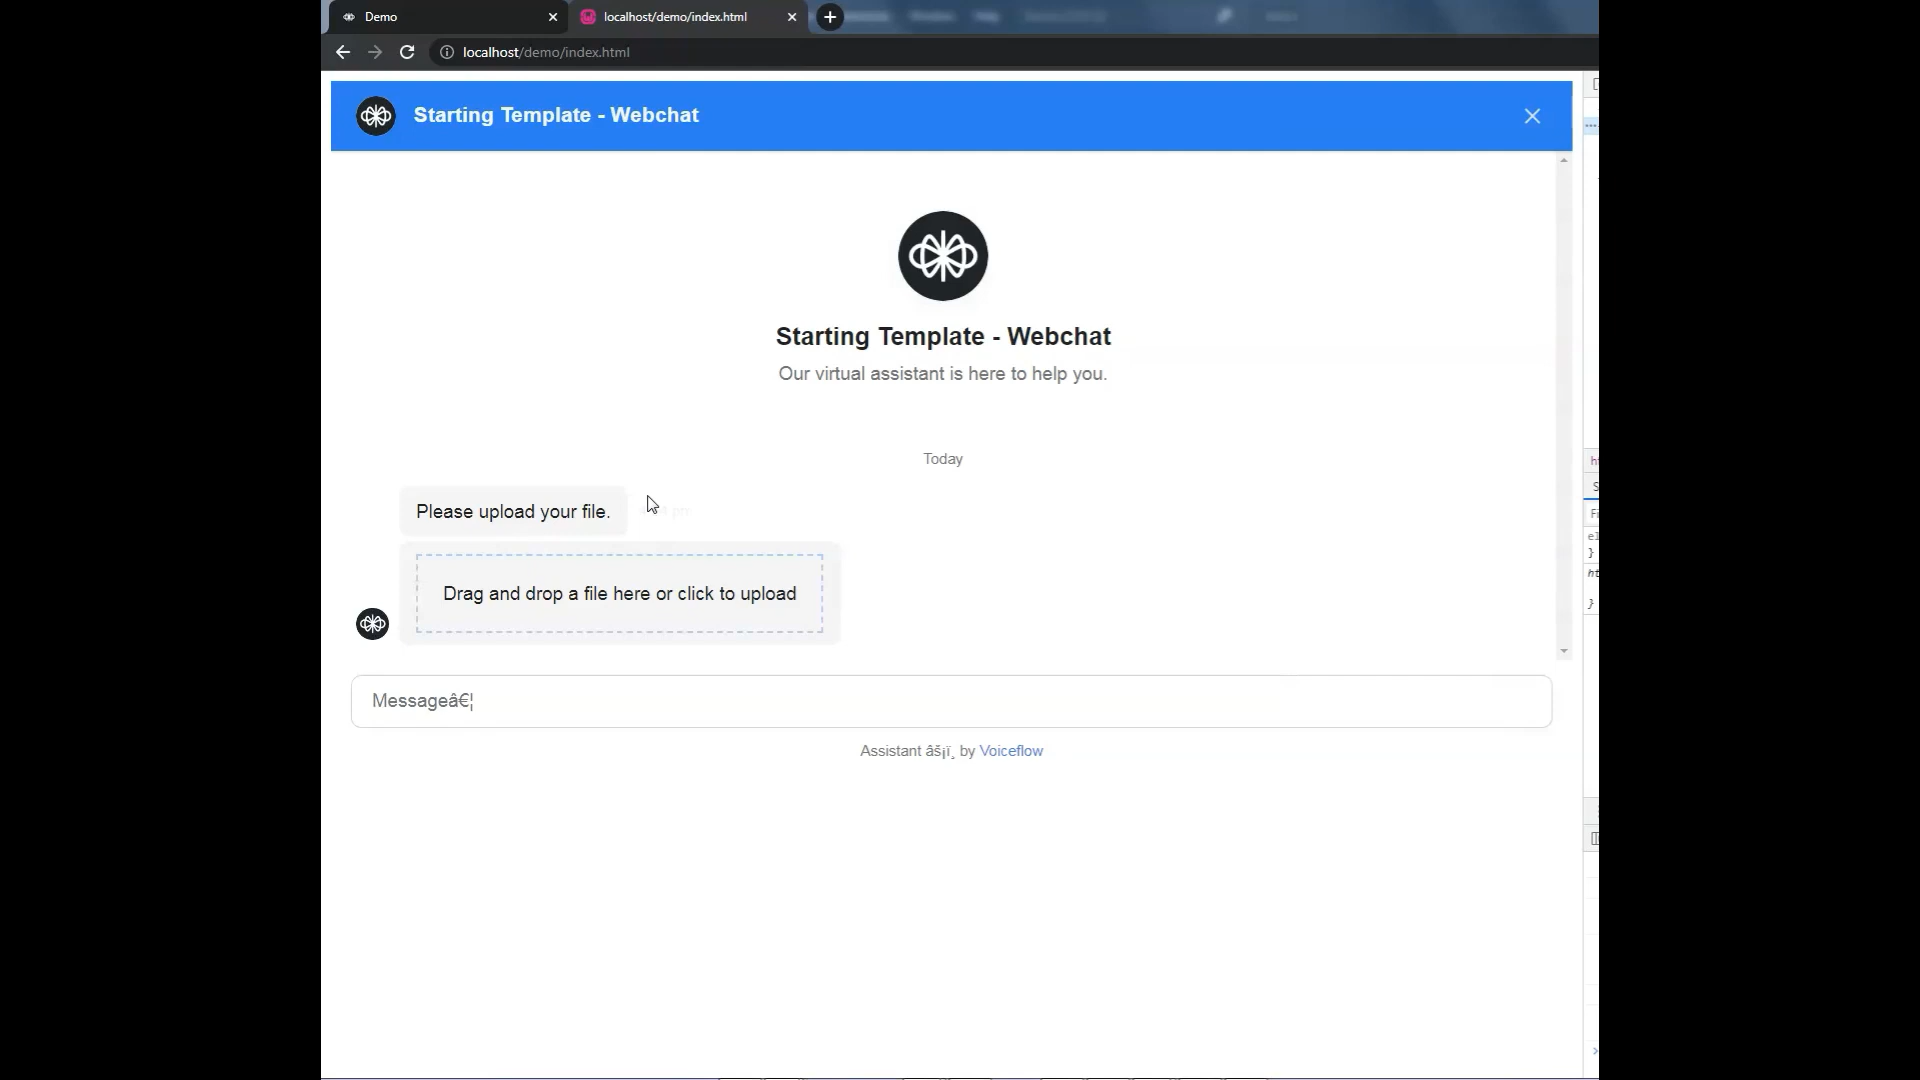 Demo
localhost/demo/index.html
localhost/demo/index.html
Starting Template - Webchat
Starting Template - Webchat
Our virtual assistant is here to help you.
Today
Please upload your file.
Drag and drop a file here or click to upload
Messageâ€¦
Assistant âš¡ï¸ by Voiceflow